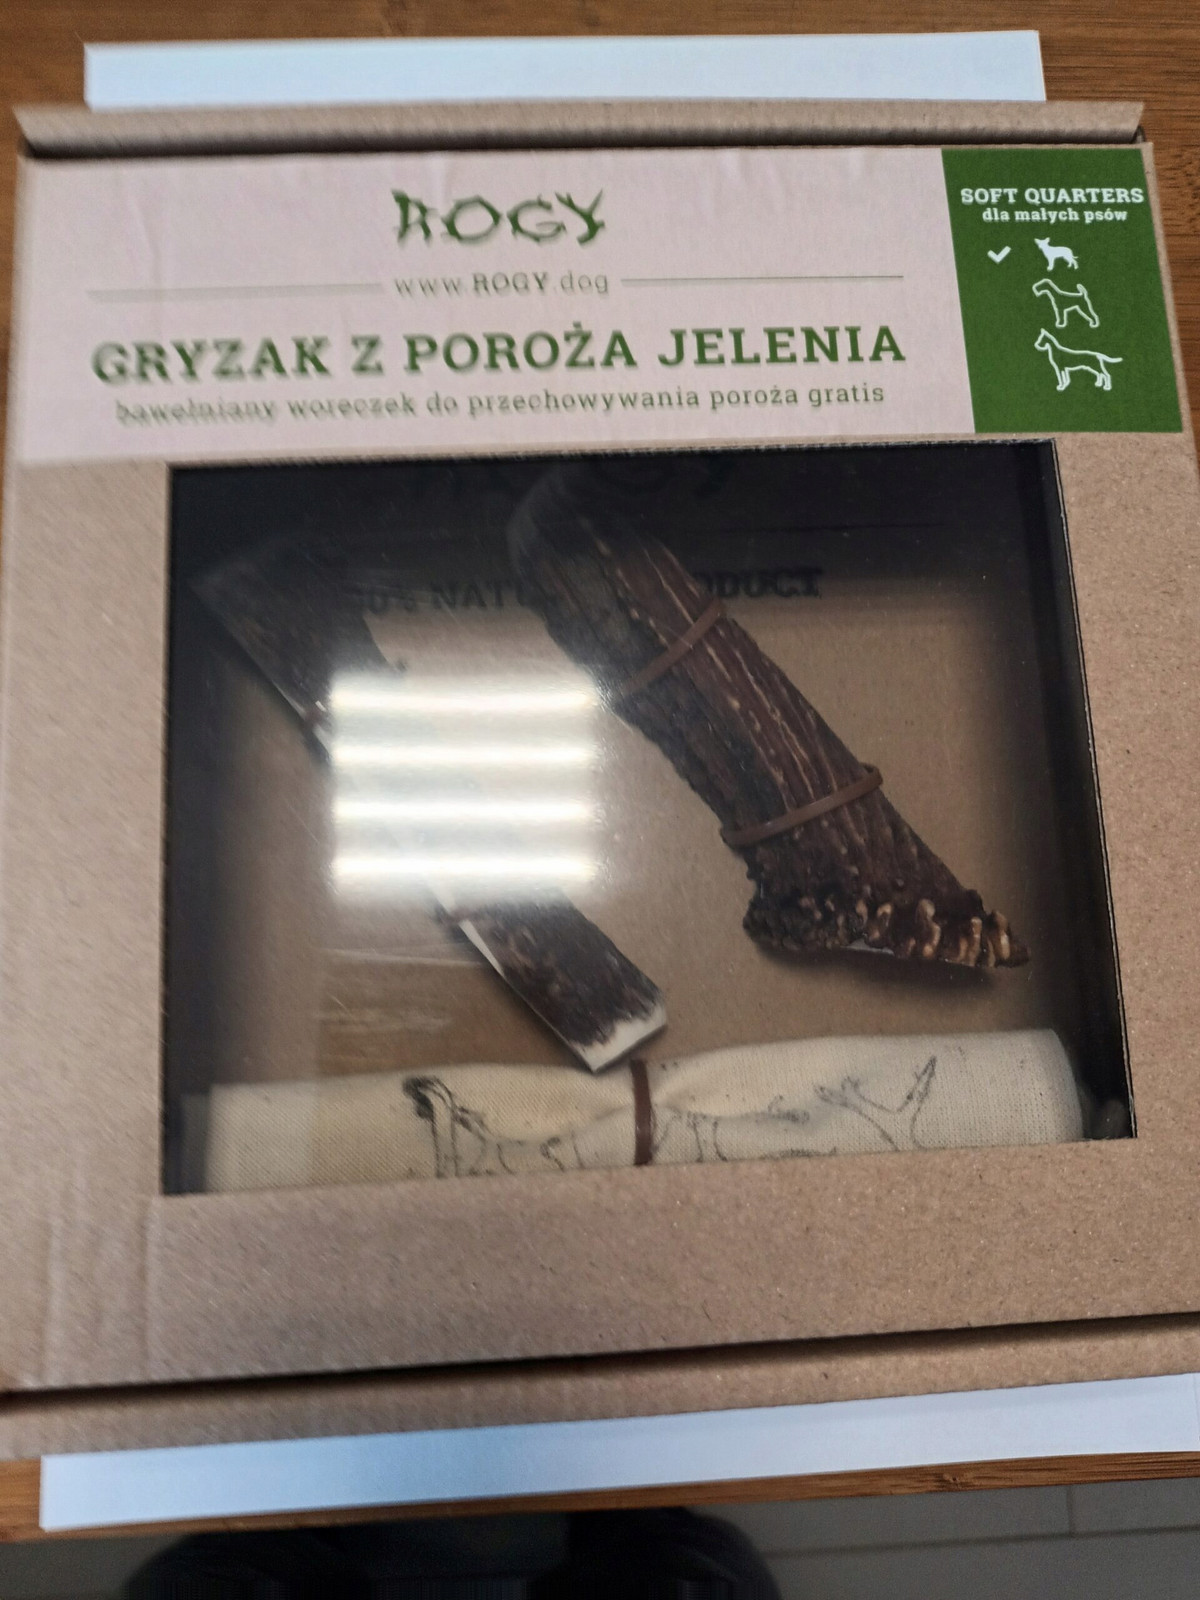 ROGY
www.ROGY.dog
GRYZAK Z POROŻA JELENIA
bawełniany woreczek do przechowywania poroża gratis
SOFT QUARTERS
dla małych psów